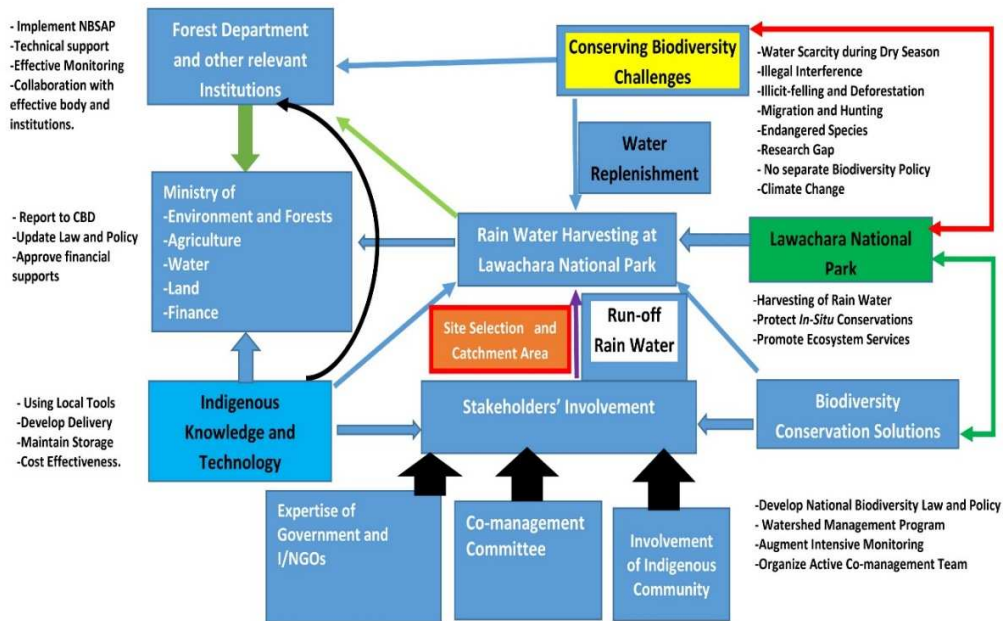 - Implement NBSAP
-Technical support
-Effective Monitoring
-Collaboration with
effective body and
institutions.
Forest Department
and other relevant
Institutions
Conserving Biodiversity
Challenges
-Water Scarcity during Dry Season
-Illegal Interference
-Illicit-felling and Deforestation
-Migration and Hunting
-Endangered Species
-Research Gap
- No separate Biodiversity Policy
-Climate Change
Water
Replenishment
- Report to CBD
-Update Law and Policy
-Approve financial
supports
Ministry of
-Environment and Forests
-Agriculture
-Water
-Land
-Finance
Rain Water Harvesting at
Lawachara National Park
Lawachara National
Park
-Harvesting of Rain Water
-Protect In-Situ Conservations
-Promote Ecosystem Services
Site Selection and
Catchment Area
Run-off
Rain Water
- Using Local Tools
- Develop Delivery
- Maintain Storage
- Cost Effectiveness.
Indigenous
Knowledge and
Technology
Stakeholders' Involvement
Biodiversity
Conservation Solutions
Expertise of
Government and
I/NGOs
Co-management
Committee
Involvement
of Indigenous
Community
-Develop National Biodiversity Law and Policy
- Watershed Management Program
-Augment Intensive Monitoring
-Organize Active Co-management Team